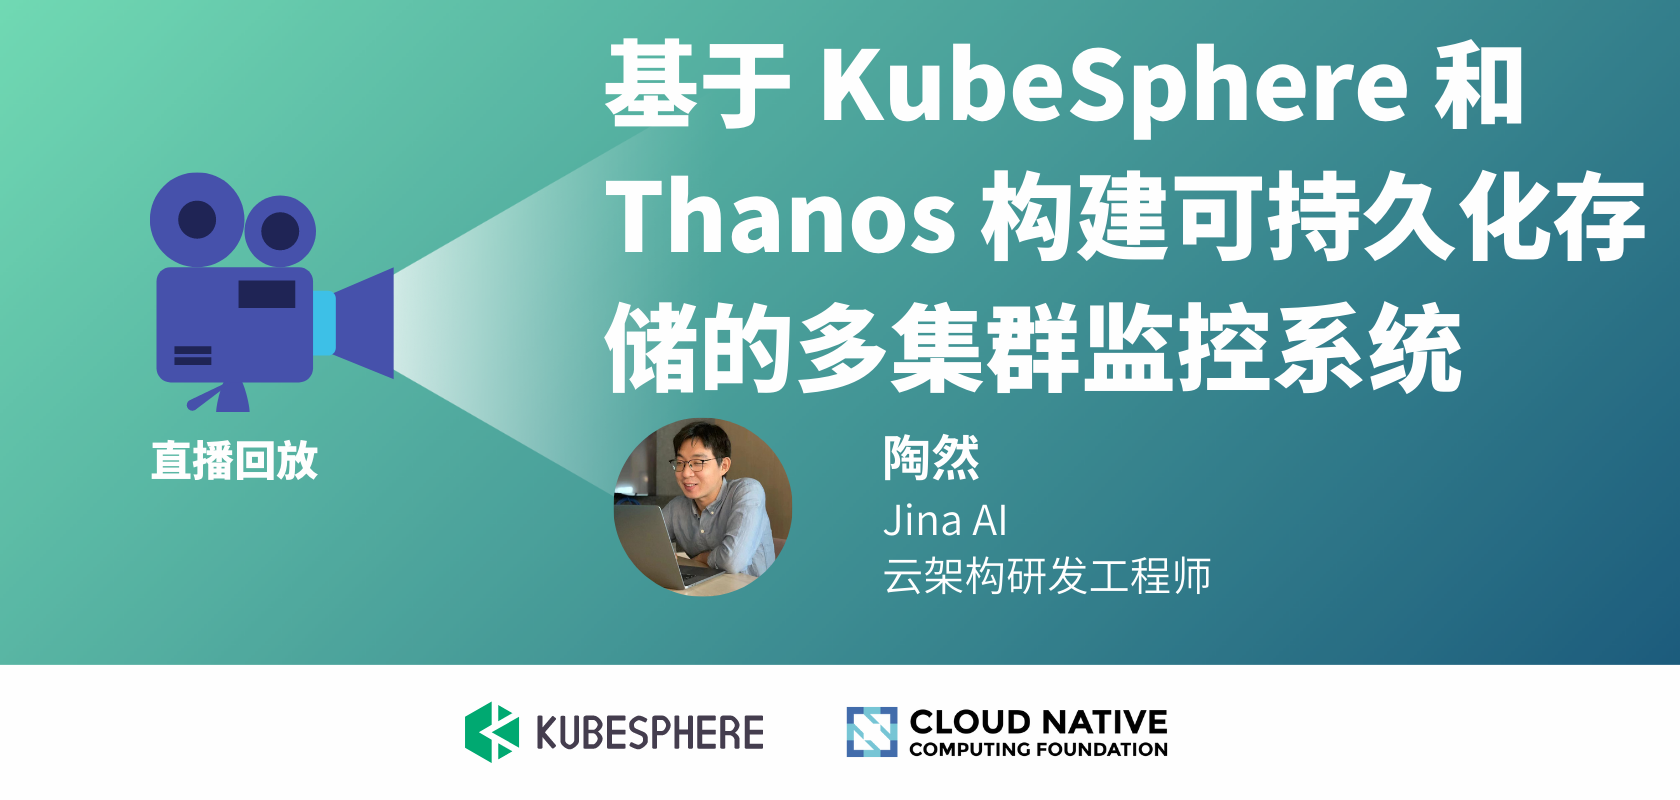 基于 KubeSphere 和
Thanos 构建可持久化存
储的多集群监控系统
直播回放
陶然
Jina AI
云架构研发工程师
KUBESPHERE
CLOUD NATIVE
COMPUTING FOUNDATION